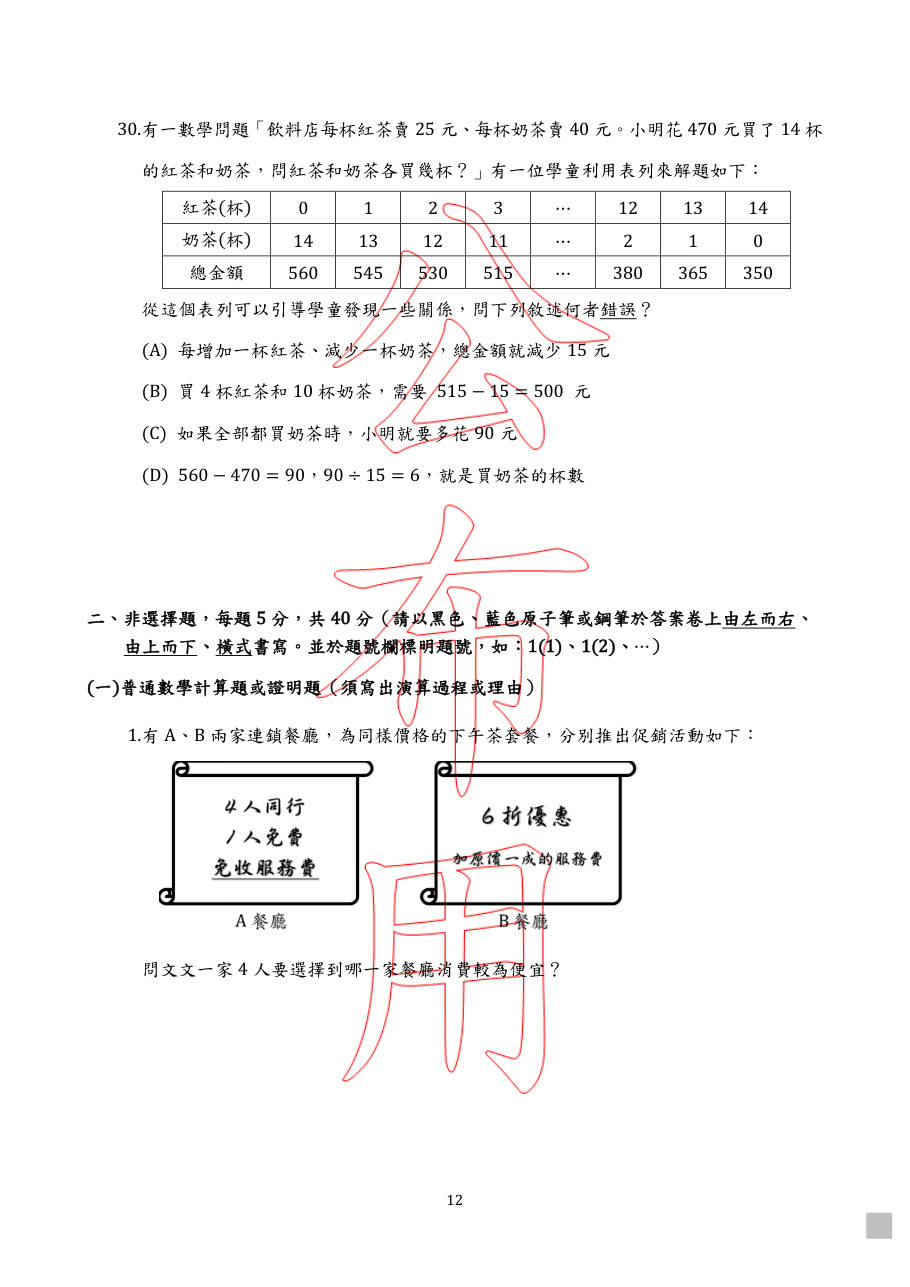 30.有一數學問題「飲料店每杯紅茶賣 25 元、每杯奶茶賣 40 元。小明花 470 元買了 14 杯
的紅茶和奶茶,問紅茶和奶茶各買幾杯?」有一位學童利用表列來解題如下:
紅茶(杯) 0 1 2 3 ⋯ 12 13 14
奶茶(杯) 14 13 12 11 ⋯ 2 1 0
總金額 560 545 530 515 ⋯ 380 365 350
從這個表列可以引導學童發現一些關係,問下列敘述何者錯誤?
(A) 每增加一杯紅茶、減少一杯奶茶,總金額就減少 15 元
(B) 買 4 杯紅茶和 10 杯奶茶,需要 515 − 15 = 500 元
(C) 如果全部都買奶茶時,小明就要多花 90 元
(D) 560 − 470 = 90,90 ÷ 15 = 6,就是買奶茶的杯數
二、非選擇題,每題 5 分,共 40 分(請以黑色、藍色原子筆或鋼筆於答案卷上由左而右、
由上而下、橫式書寫。並於題號欄標明題號,如:1(1)、1(2)、⋯)
(一)普通數學計算題或證明題(須寫出演算過程或理由)
1.有 A、B 兩家連鎖餐廳,為同樣價格的下午茶套餐,分別推出促銷活動如下:
4 人同行
1 人免費
免收服務費
A 餐廳
6 折優惠
加原價一成的服務費
B 餐廳
問文文一家 4 人要選擇到哪一家餐廳消費較為便宜?
公布用
12